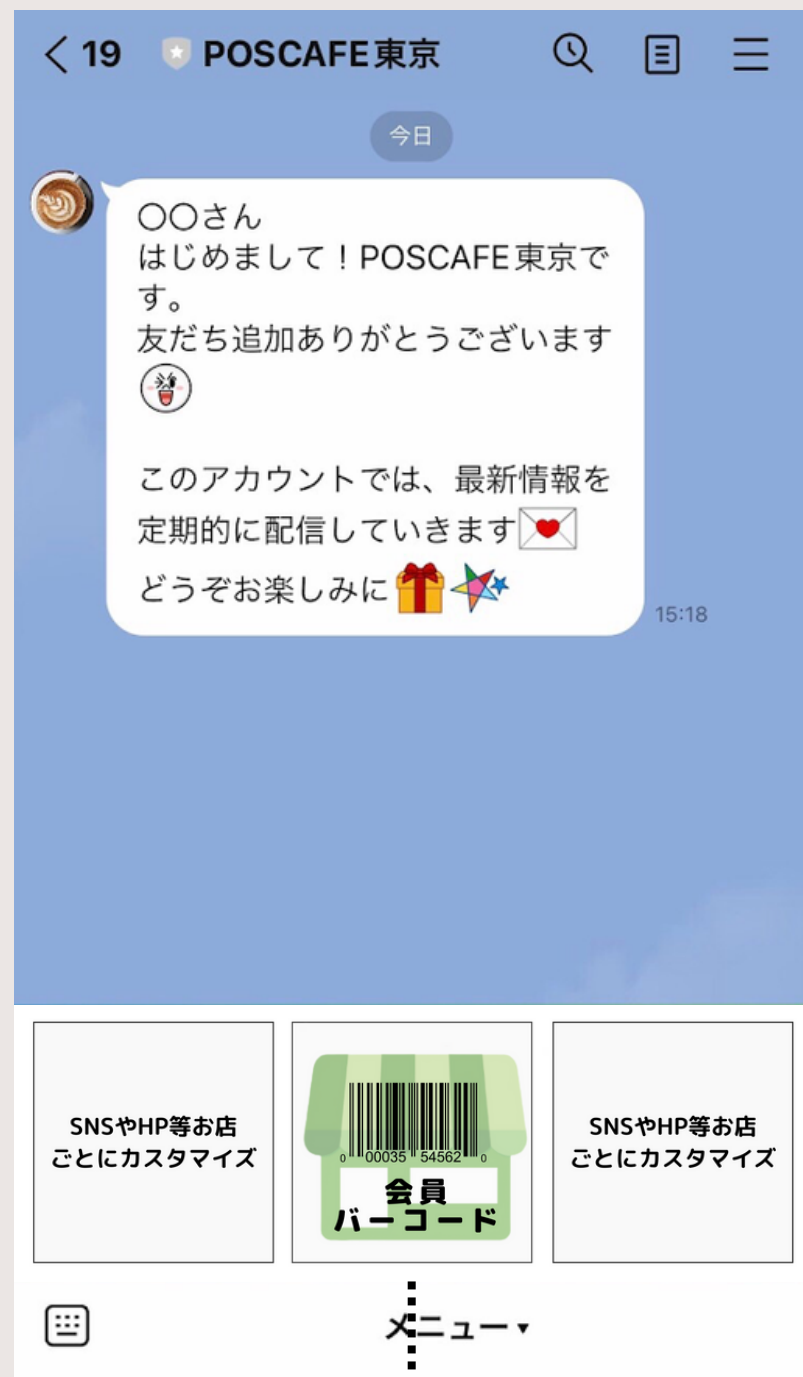 19 POSCAFE東京
今日
〇〇さん
はじめまして！POSCAFE東京で
す。
友だち追加ありがとうございます
このアカウントでは、最新情報を
定期的に配信していきます
どうぞお楽しみに
15:18
SNSやHP等お店
ごとにカスタマイズ
0 00035 54562 0
会員
バーコード
SNSやHP等お店
ごとにカスタマイズ
メニュー▼